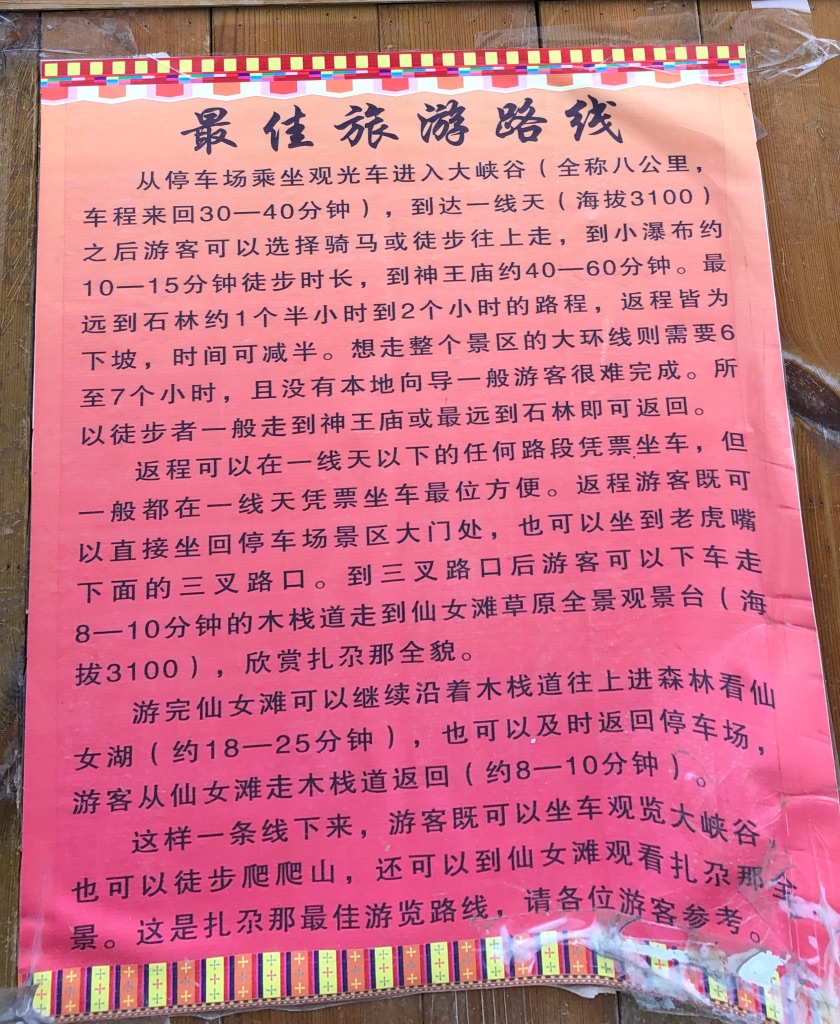 最佳旅游路线
从停车场乘坐观光车进入大峡谷（全称八公里，
车程来回30—40分钟），到达一线天（海拔3100）
之后游客可以选择骑马或徒步往上走，到小瀑布约
10—15分钟徒步时长，到神王庙约40—60分钟。最
远到石林约1个半小时到2个小时的路程，返程皆为
下坡，时间可减半。想走整个景区的大环线则需要6
至7个小时，且没有本地向导一般游客很难完成。所
以徒步者一般走到神王庙或最远到石林即可返回。
返程可以在一线天以下的任何路段凭票坐车，但
一般都在一线天凭票坐车最位方便。返程游客既可
以直接坐回停车场景区大门处，也可以坐到老虎嘴
下面的三叉路口。到三叉路口后游客可以下车走
8—10分钟的木栈道走到仙女滩草原全景观景台（海
拔3100），欣赏扎尕那全貌。
游完仙女滩可以继续沿着木栈道往上进森林看仙
女湖（约18—25分钟），也可以及时返回停车场，
游客从仙女滩走木栈道返回（约8—10分钟）。
这样一条线下来，游客既可以坐车观览大峡谷，
也可以徒步爬爬山，还可以到仙女滩观看扎尕那全
景。这是扎尕那最佳游览路线，请各位游客参考。